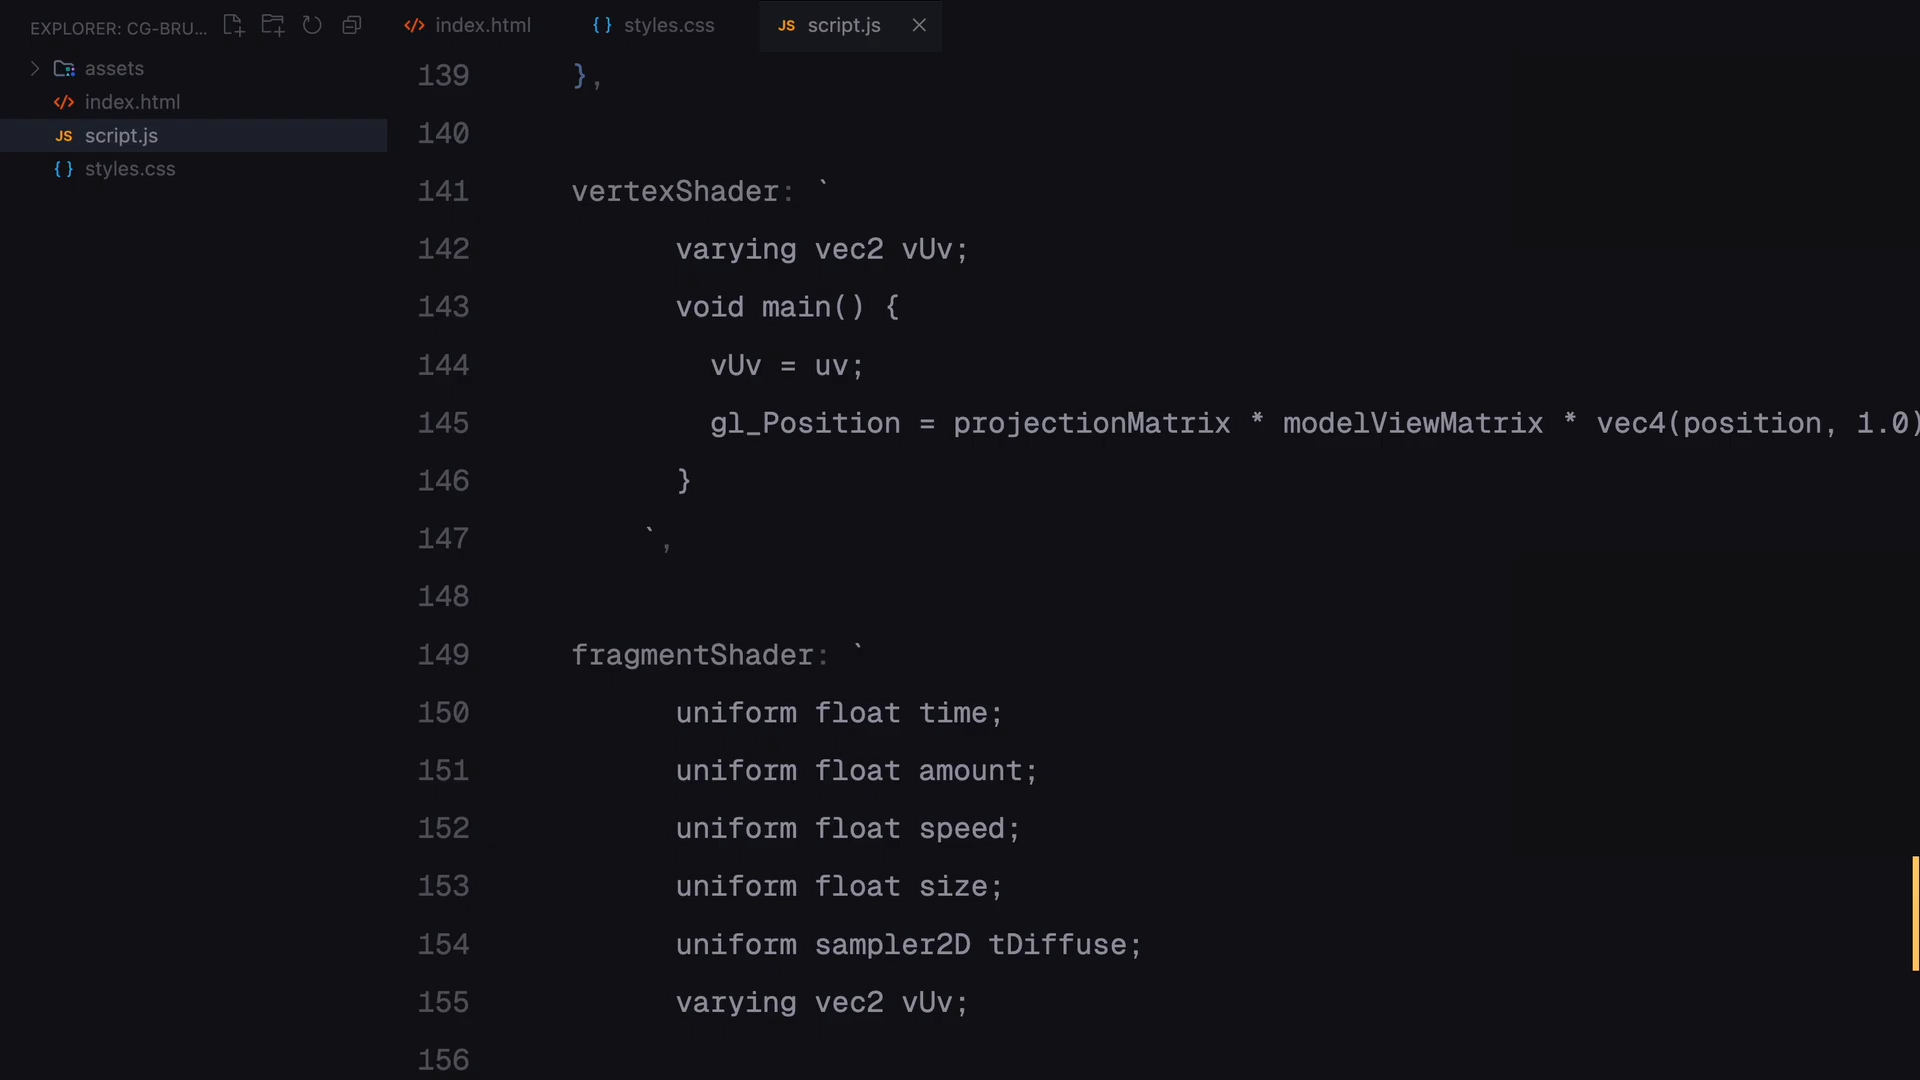 EXPLORER: CG-BRU...
assets
index.html
JS script.js
{ } styles.css
</> index.html
{ } styles.css
JS script.js
139 },
140
141 vertexShader: `
142 varying vec2 vUv;
143 void main() {
144 vUv = uv;
145 gl_Position = projectionMatrix * modelViewMatrix * vec4(position, 1.0)
146 }
147 `,
148
149 fragmentShader: `
150 uniform float time;
151 uniform float amount;
152 uniform float speed;
153 uniform float size;
154 uniform sampler2D tDiffuse;
155 varying vec2 vUv;
156